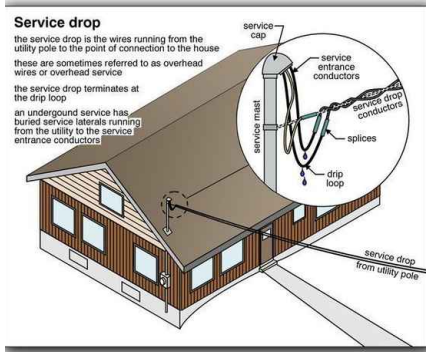 Service drop
the service drop is the wires running from the
utility pole to the point of connection to the house
these are sometimes referred to as overhead
wires or overhead service
the service drop terminates at
the drip loop
an undergound service has
buried service laterals running
from the utility to the service
entrance conductors
service
cap
service
entrance
conductors
service mast
service drop
conductors
splices
drip
loop
service drop
from utility pole